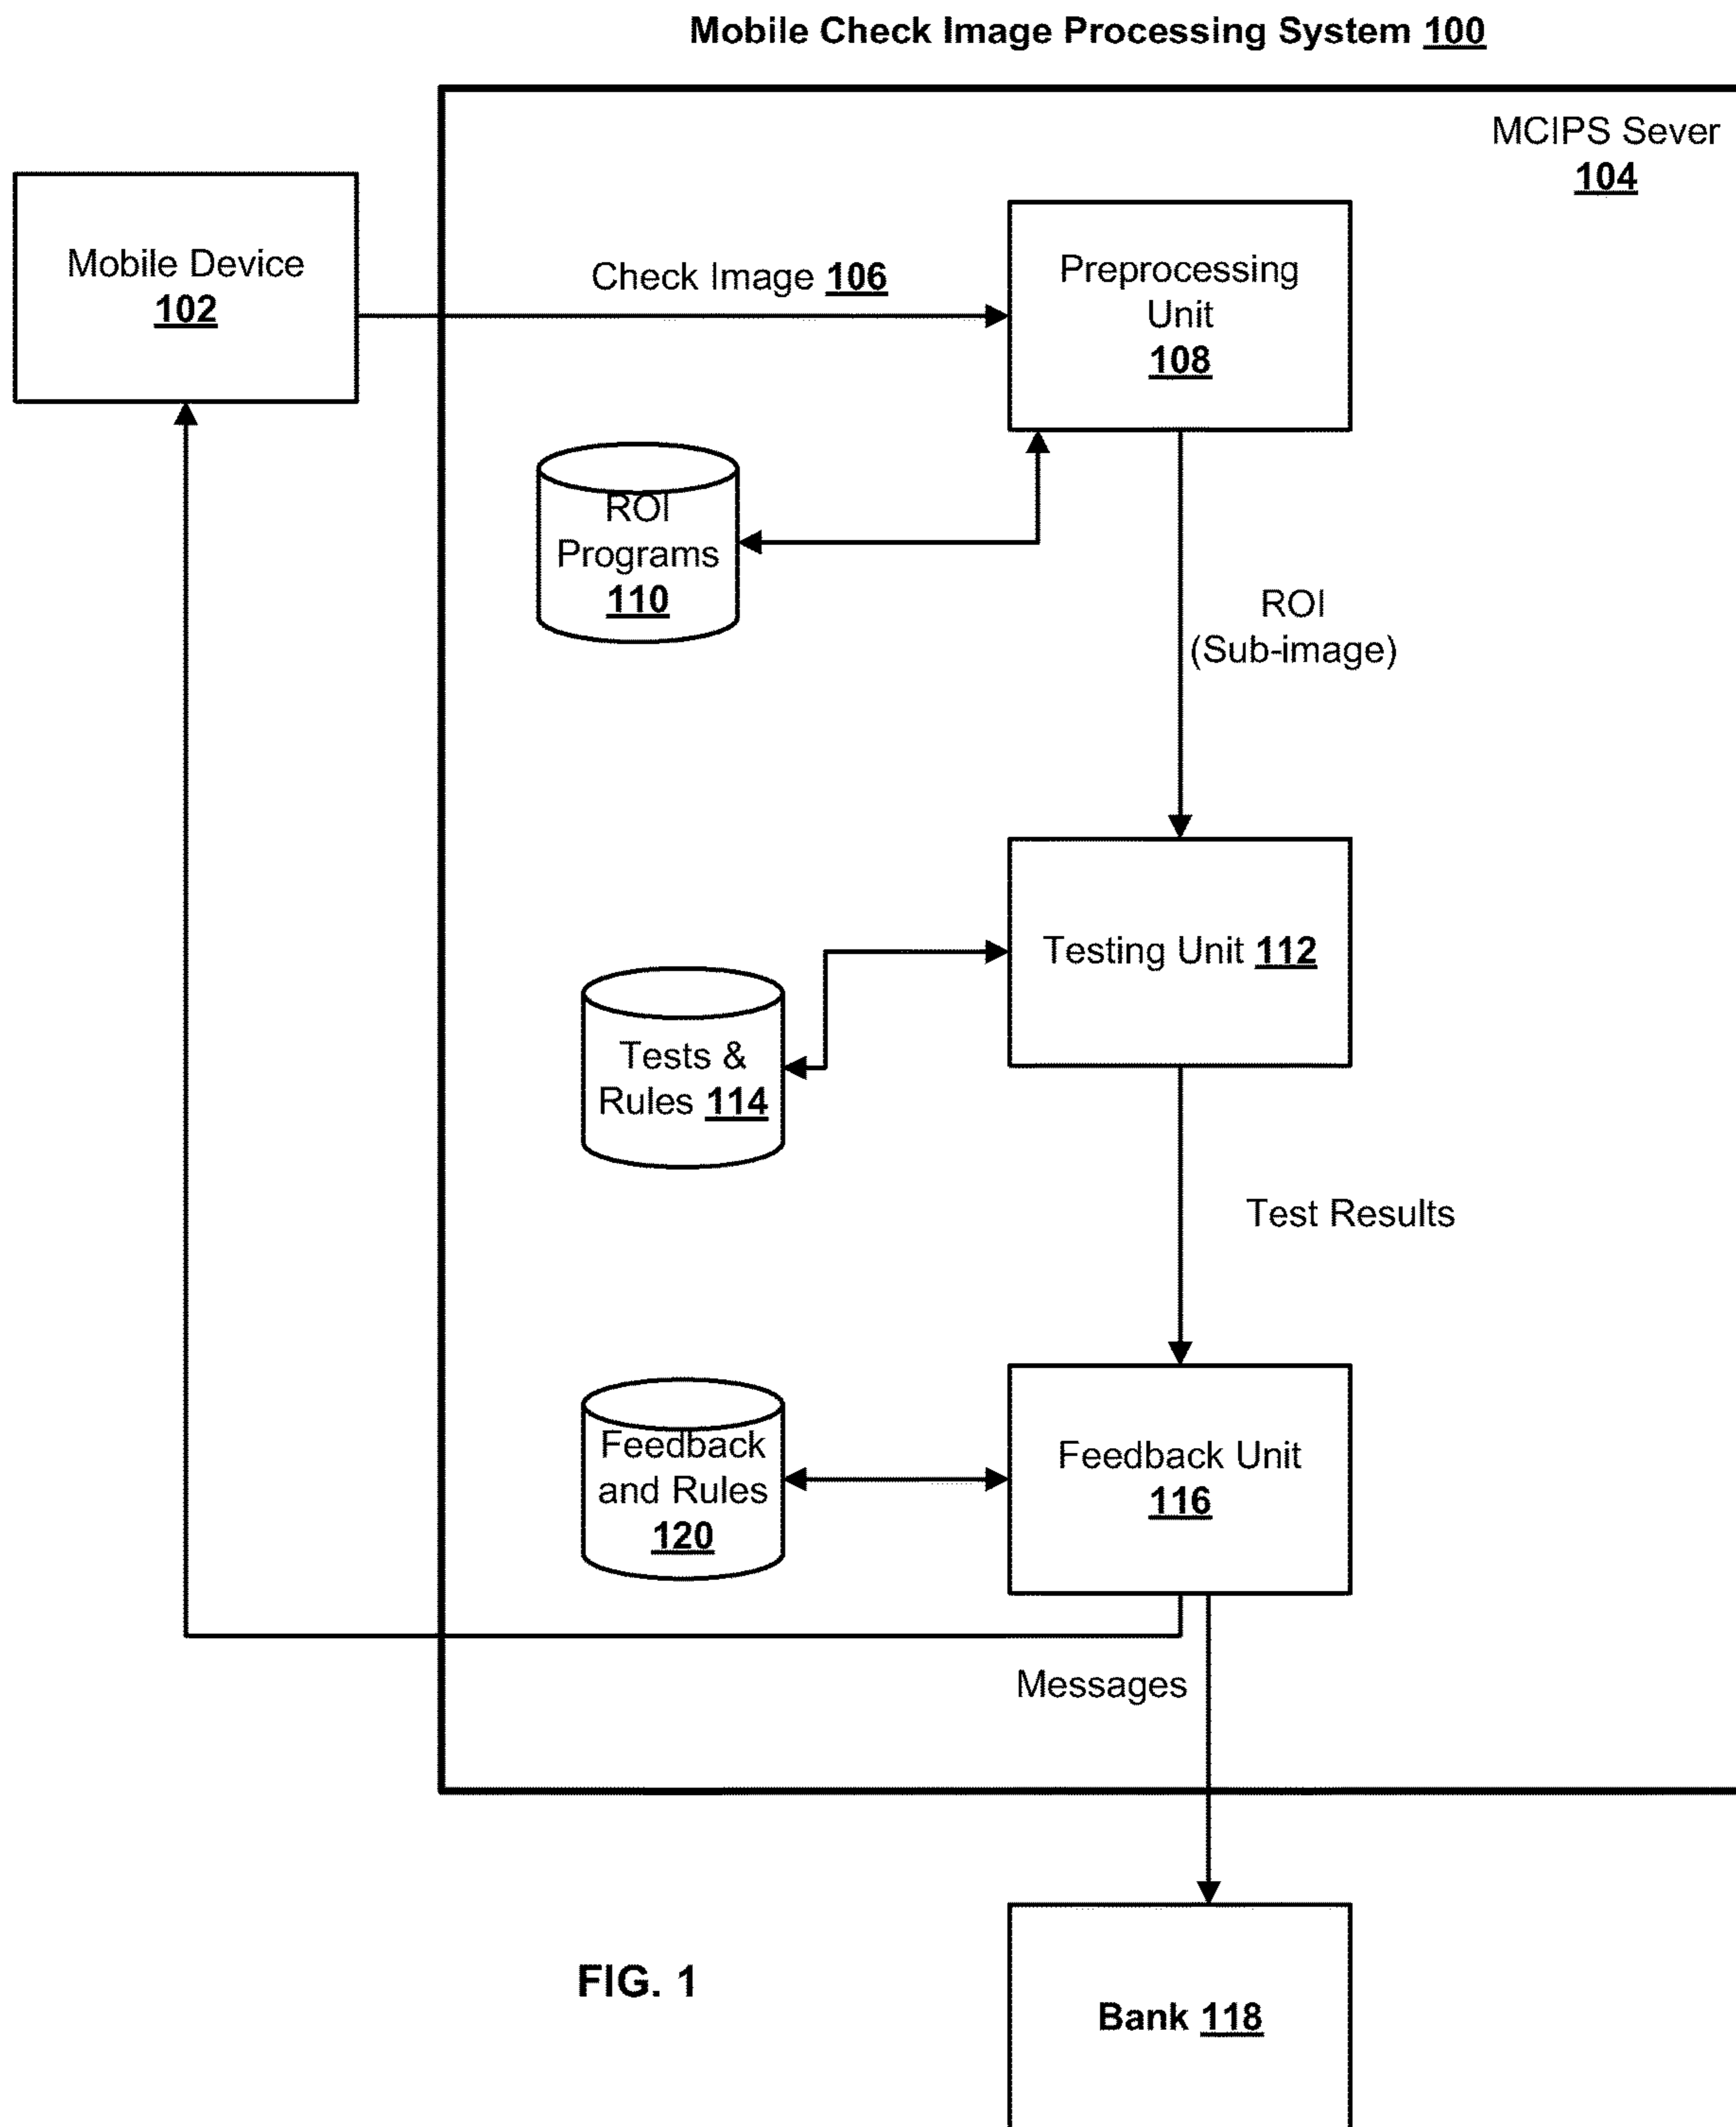 Mobile Check Image Processing System 100
MCIPS Sever
104
Mobile Device
102
Check Image 106
Preprocessing
Unit
108
ROI
Programs
110
ROI
(Sub-image)
Testing Unit 112
Tests &
Rules 114
Test Results
Feedback
and Rules
120
Feedback Unit
116
Messages
FIG. 1
Bank 118